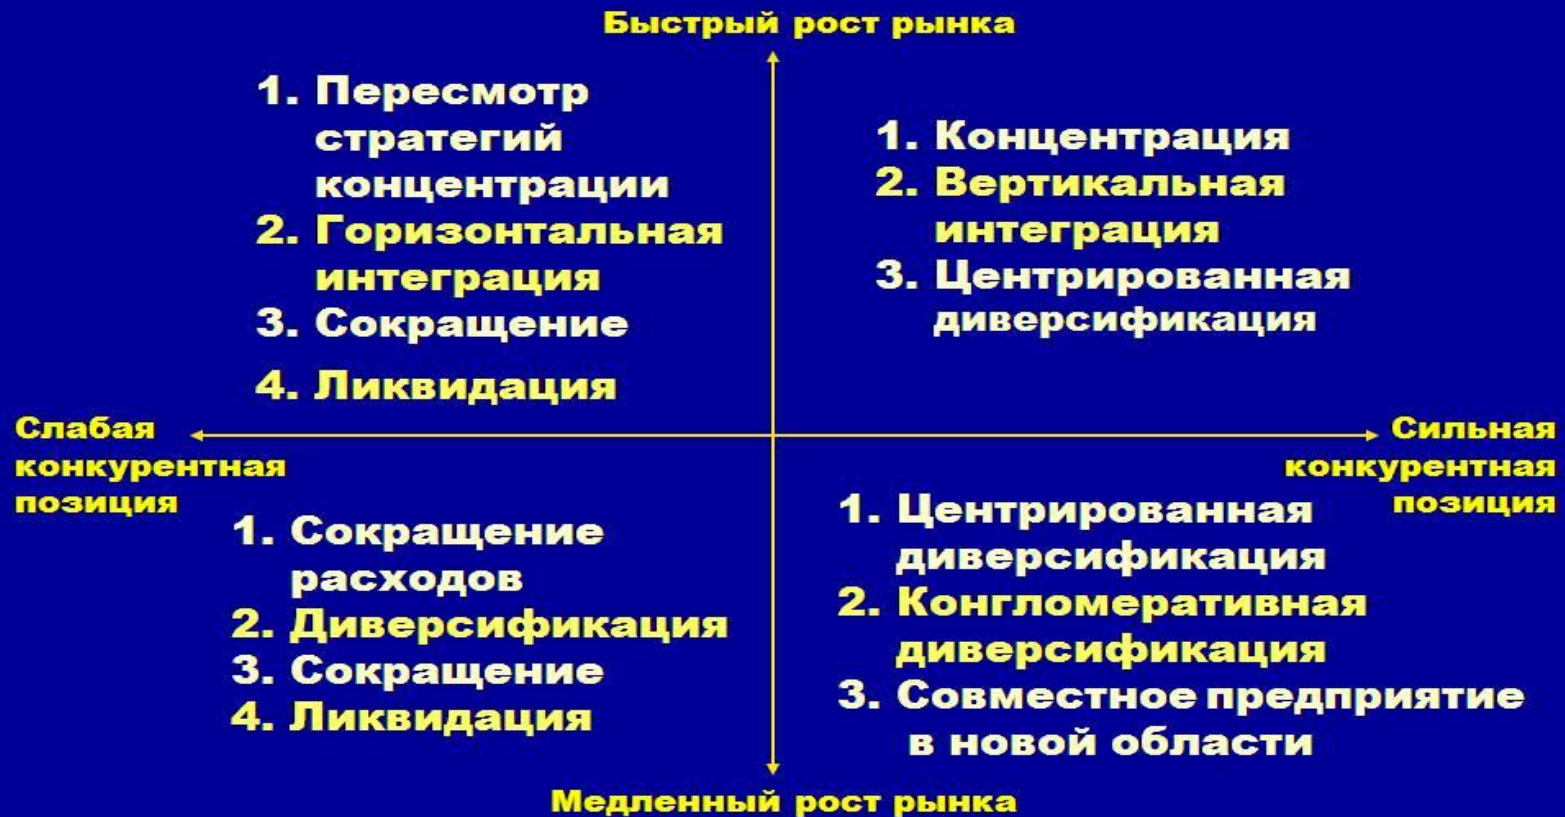 Быстрый рост рынка
1. Пересмотр
стратегий
концентрации
2. Горизонтальная
интеграция
3. Сокращение
4. Ликвидация
1. Концентрация
2. Вертикальная
интеграция
3. Центрированная
диверсификация
Слабая
конкурентная
позиция
Сильная
конкурентная
позиция
1. Сокращение
расходов
2. Диверсификация
3. Сокращение
4. Ликвидация
1. Центрированная
диверсификация
2. Конгломеративная
диверсификация
3. Совместное предприятие
в новой области
Медленный рост рынка